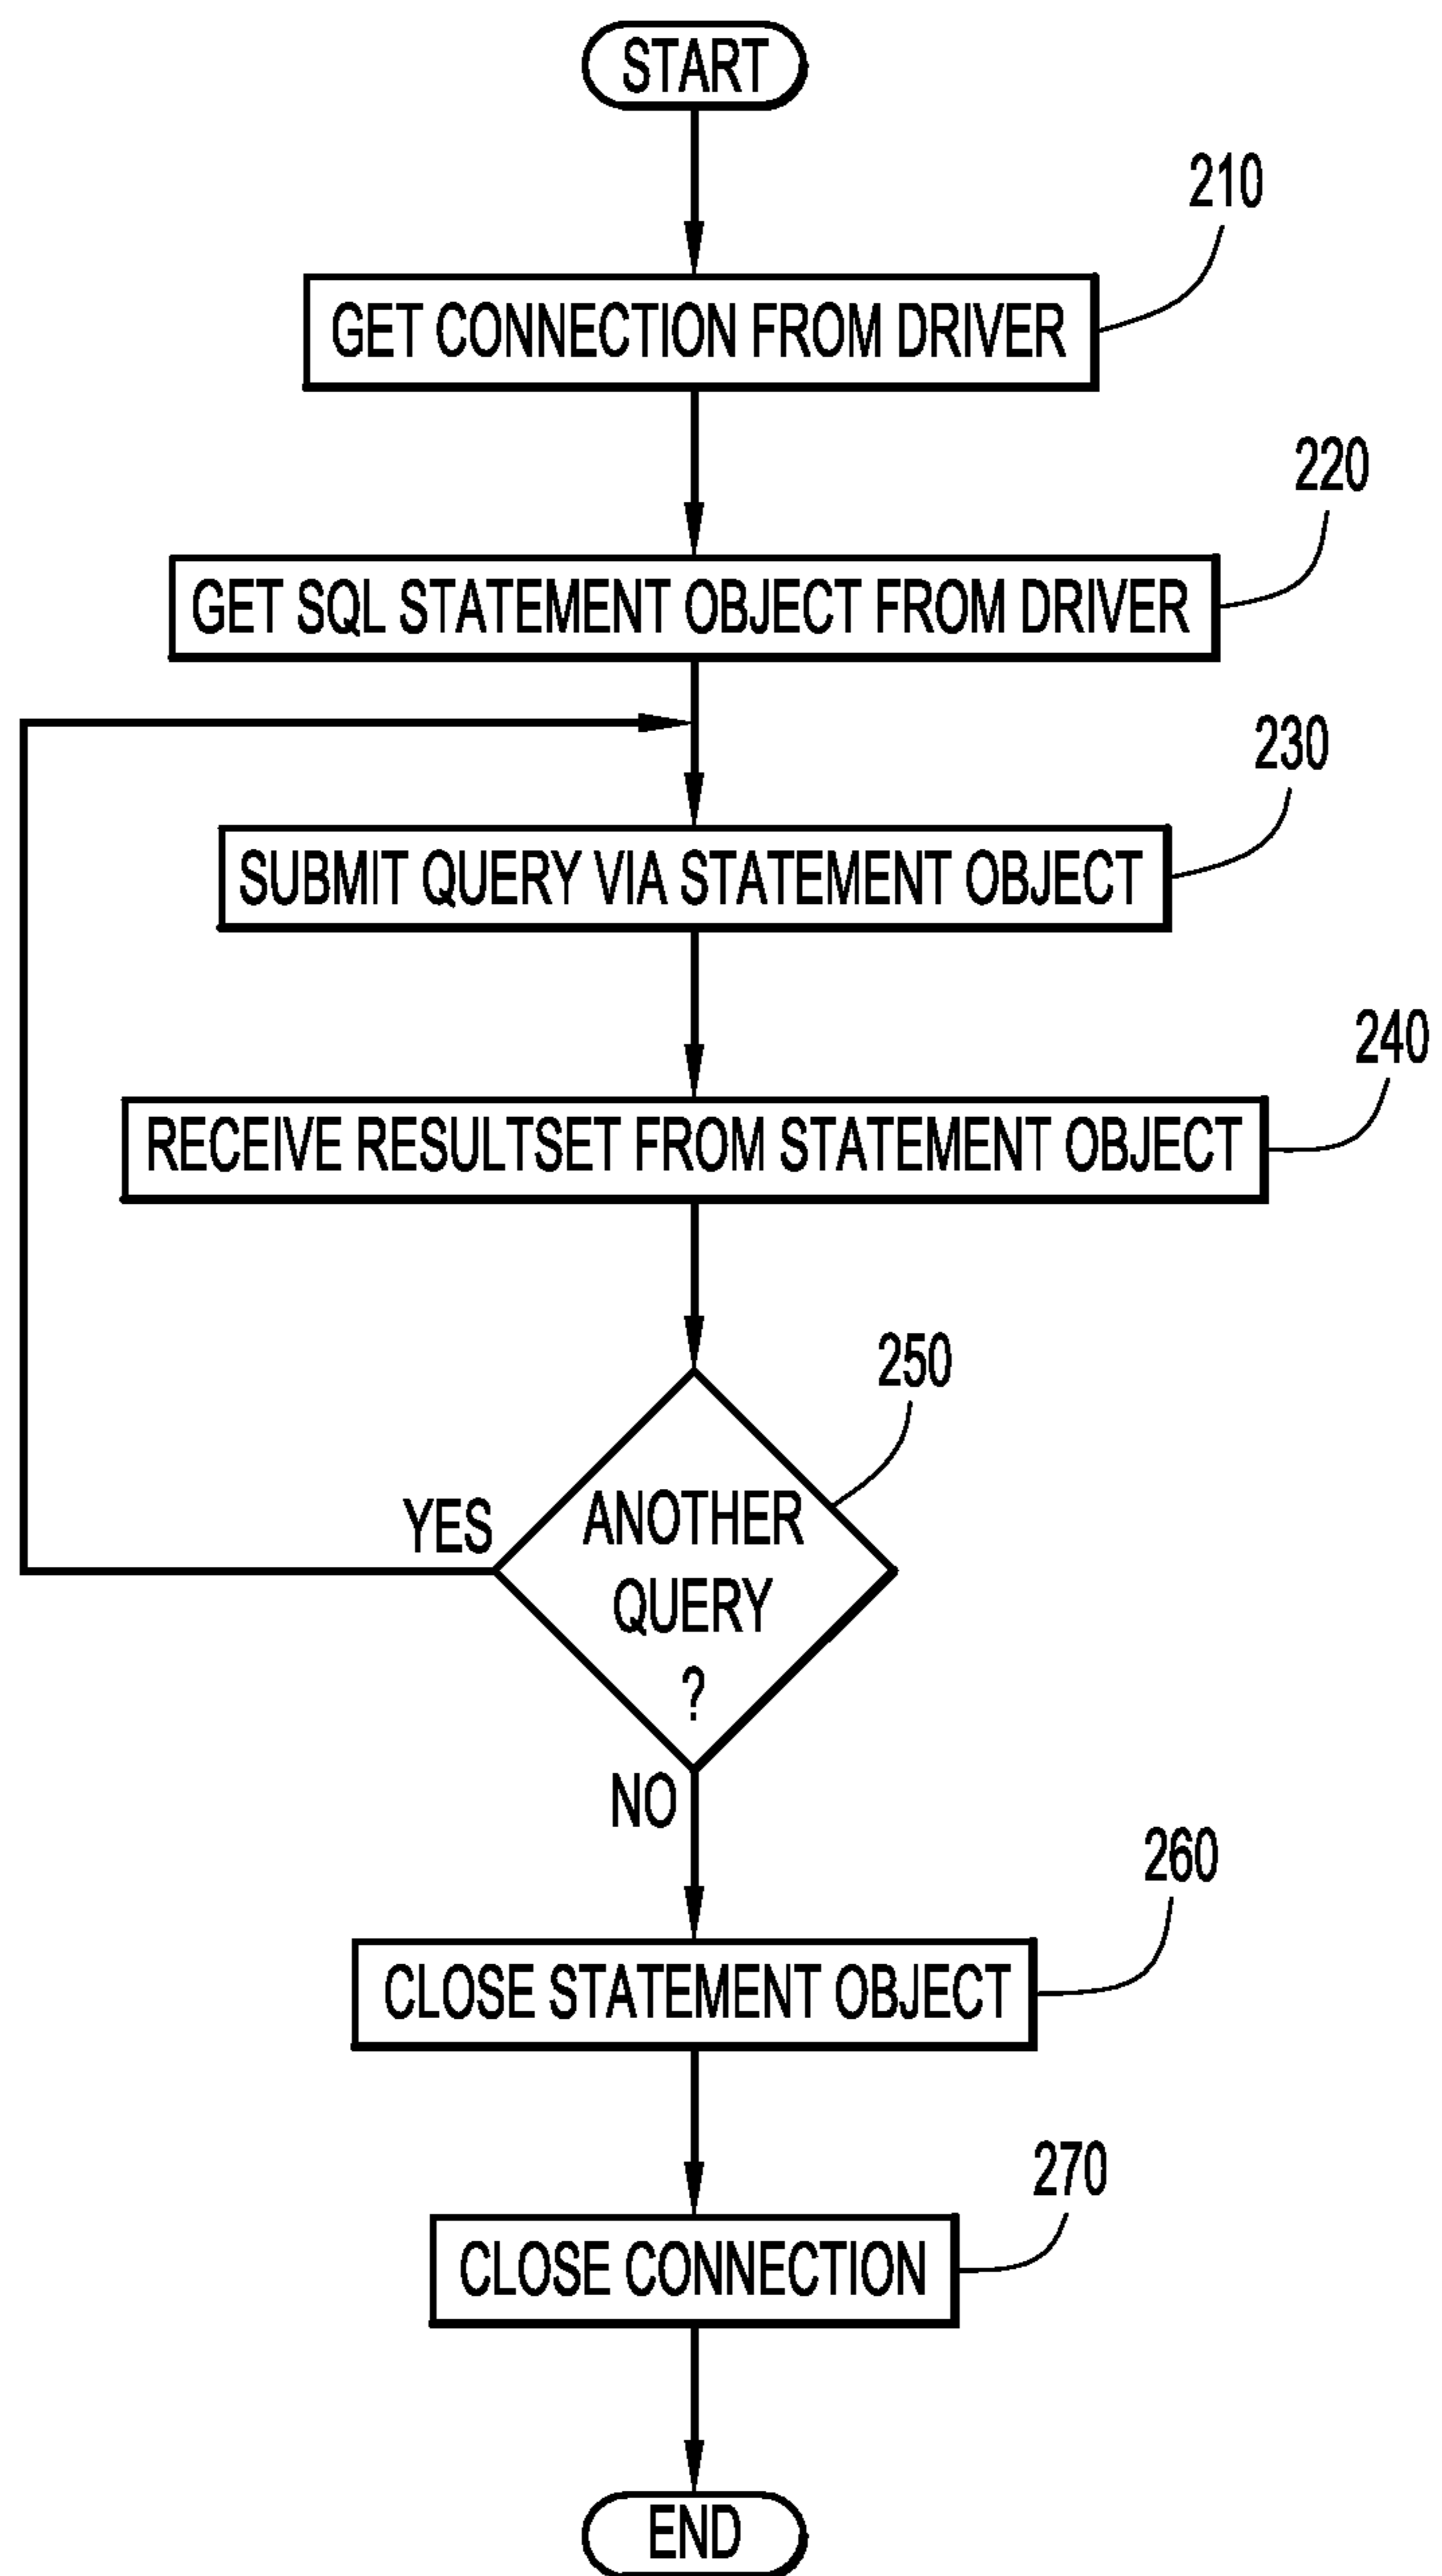 START
210
GET CONNECTION FROM DRIVER
220
GET SQL STATEMENT OBJECT FROM DRIVER
230
SUBMIT QUERY VIA STATEMENT OBJECT
240
RECEIVE RESULTSET FROM STATEMENT OBJECT
250
YES
ANOTHER
QUERY
?
NO
260
CLOSE STATEMENT OBJECT
270
CLOSE CONNECTION
END